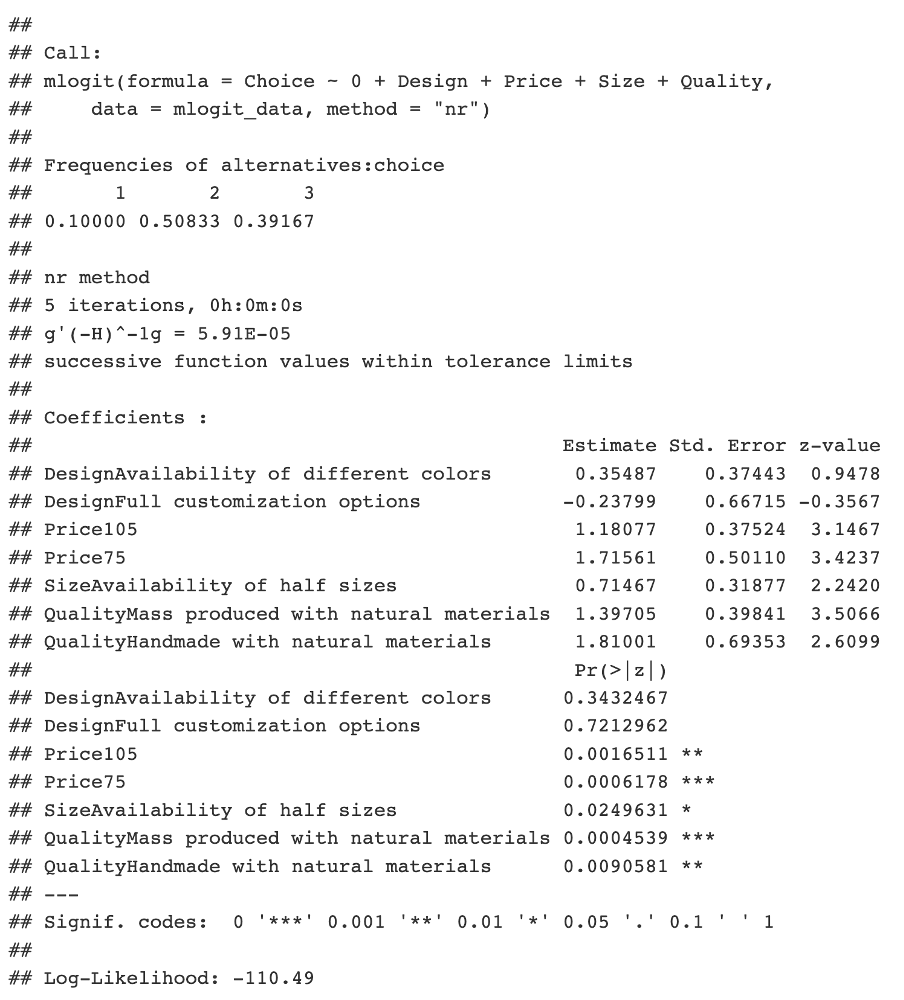 ##
## Call:
## mlogit(formula = Choice ~ 0 + Design + Price + Size + Quality,
##     data = mlogit_data, method = "nr")
##
## Frequencies of alternatives:choice
##       1       2       3
## 0.10000 0.50833 0.39167
##
## nr method
## 5 iterations, 0h:0m:0s
## g'(-H)^-1g = 5.91E-05
## successive function values within tolerance limits
##
## Coefficients :
##                                             Estimate Std. Error z-value
## DesignAvailability of different colors       0.35487    0.37443  0.9478
## DesignFull customization options            -0.23799    0.66715 -0.3567
## Price105                                     1.18077    0.37524  3.1467
## Price75                                      1.71561    0.50110  3.4237
## SizeAvailability of half sizes               0.71467    0.31877  2.2420
## QualityMass produced with natural materials  1.39705    0.39841  3.5066
## QualityHandmade with natural materials       1.81001    0.69353  2.6099
##                                              Pr(>|z|)
## DesignAvailability of different colors      0.3432467
## DesignFull customization options            0.7212962
## Price105                                    0.0016511 **
## Price75                                     0.0006178 ***
## SizeAvailability of half sizes              0.0249631 *
## QualityMass produced with natural materials 0.0004539 ***
## QualityHandmade with natural materials      0.0090581 **
## ---
## Signif. codes:  0 '***' 0.001 '**' 0.01 '*' 0.05 '.' 0.1 ' ' 1
##
## Log-Likelihood: -110.49